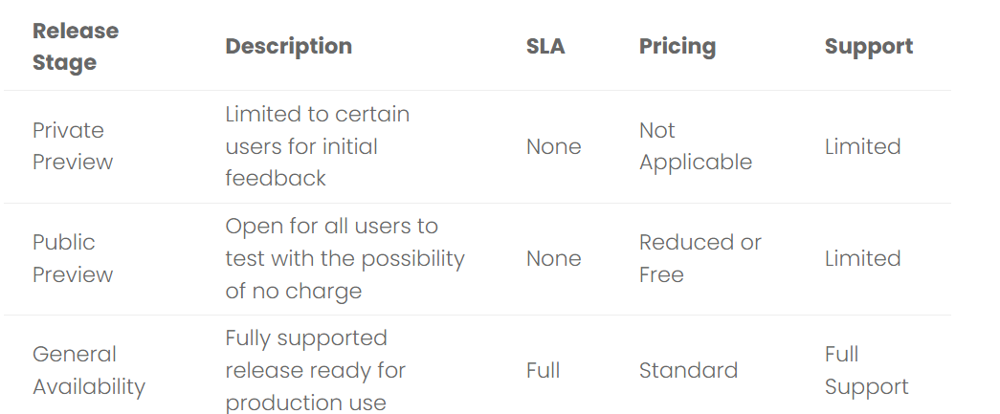 Release Stage Description SLA Pricing Support
Private Preview Limited to certain users for initial feedback None Not Applicable Limited
Public Preview Open for all users to test with the possibility of no charge None Reduced or Free Limited
General Availability Fully supported release ready for production use Full Standard Full Support